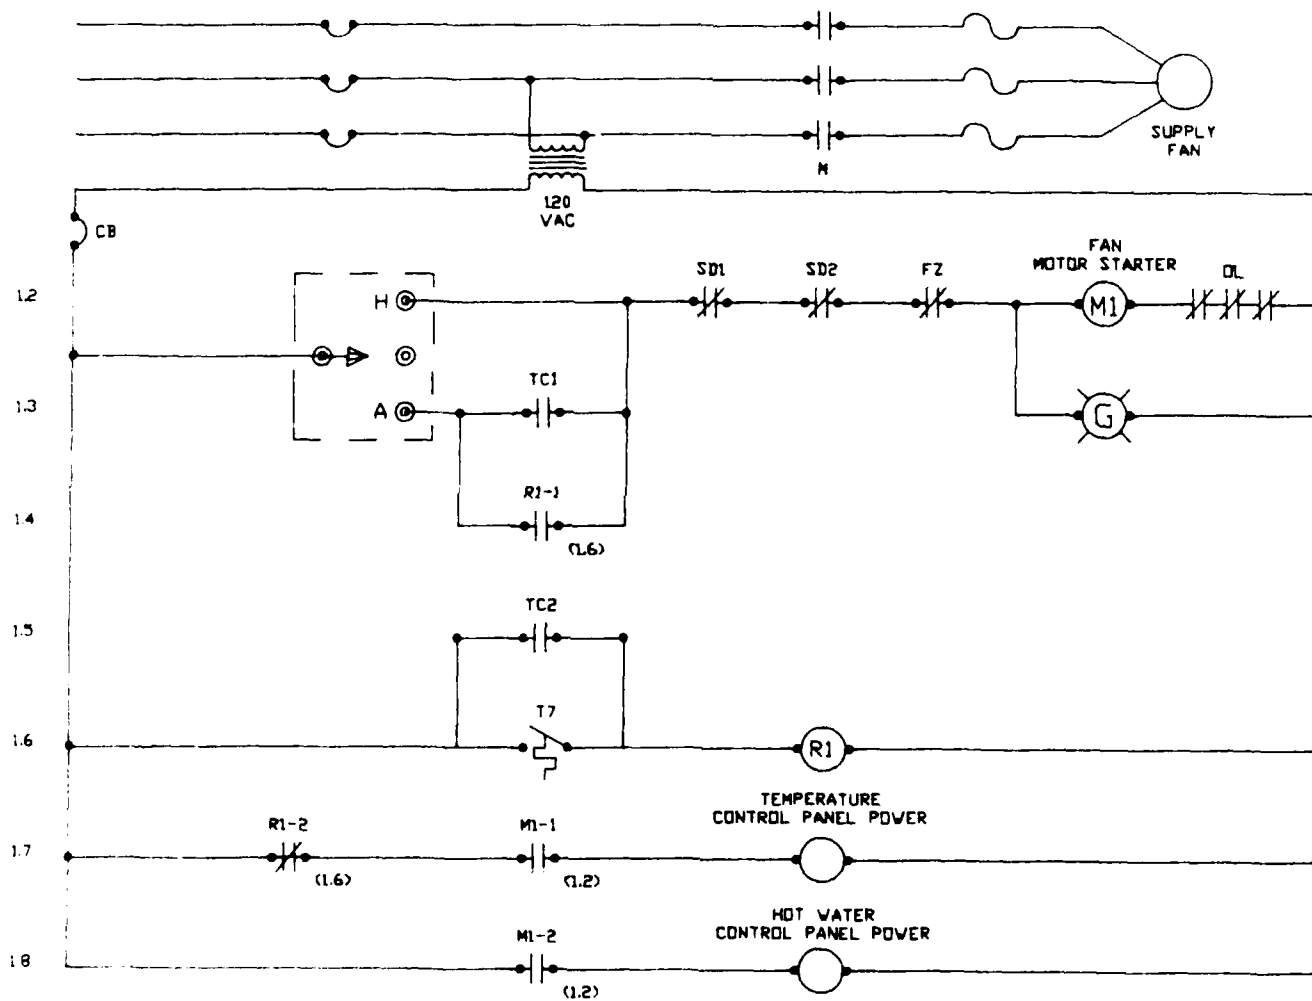 SUPPLY
FAN
M
120
VAC
CB
FAN
MOTOR STARTER
SD1
SD2
FZ
OL
1.2
H
M1
TC1
1.3
A
G
R1-1
1.4
(1.6)
TC2
1.5
T7
1.6
R1
TEMPERATURE
CONTROL PANEL POWER
R1-2
M1-1
1.7
(1.6)
(1.2)
HOT WATER
CONTROL PANEL POWER
M1-2
1.8
(1.2)